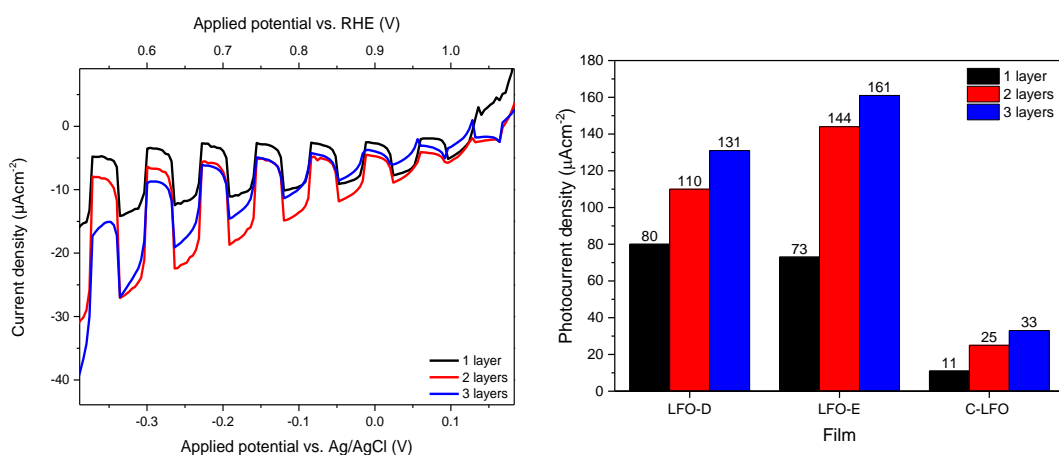 Applied potential vs. RHE (V)
0.6 0.7 0.8 0.9 1.0
Current density (µAcm⁻²)
0
-10
-20
-30
-40
1 layer
2 layers
3 layers
-0.3 -0.2 -0.1 0.0 0.1
Applied potential vs. Ag/AgCl (V)
Photocurrent density (µAcm⁻²)
180
160
140
120
100
80
60
40
20
0
1 layer
2 layers
3 layers
80 110 131
73 144 161
11 25 33
LFO-D LFO-E C-LFO
Film